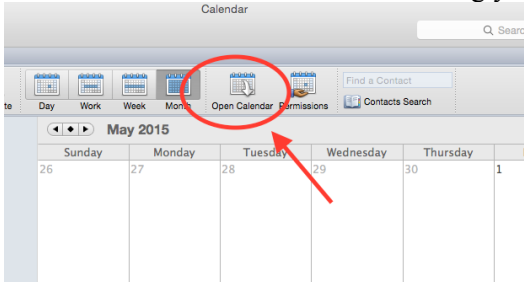 Calendar
Searc
Find a Contact
te Day Work Week Month Open Calendar Permissions Contacts Search
May 2015
Sunday Monday Tuesday Wednesday Thursday
26 27 28 29 30 1